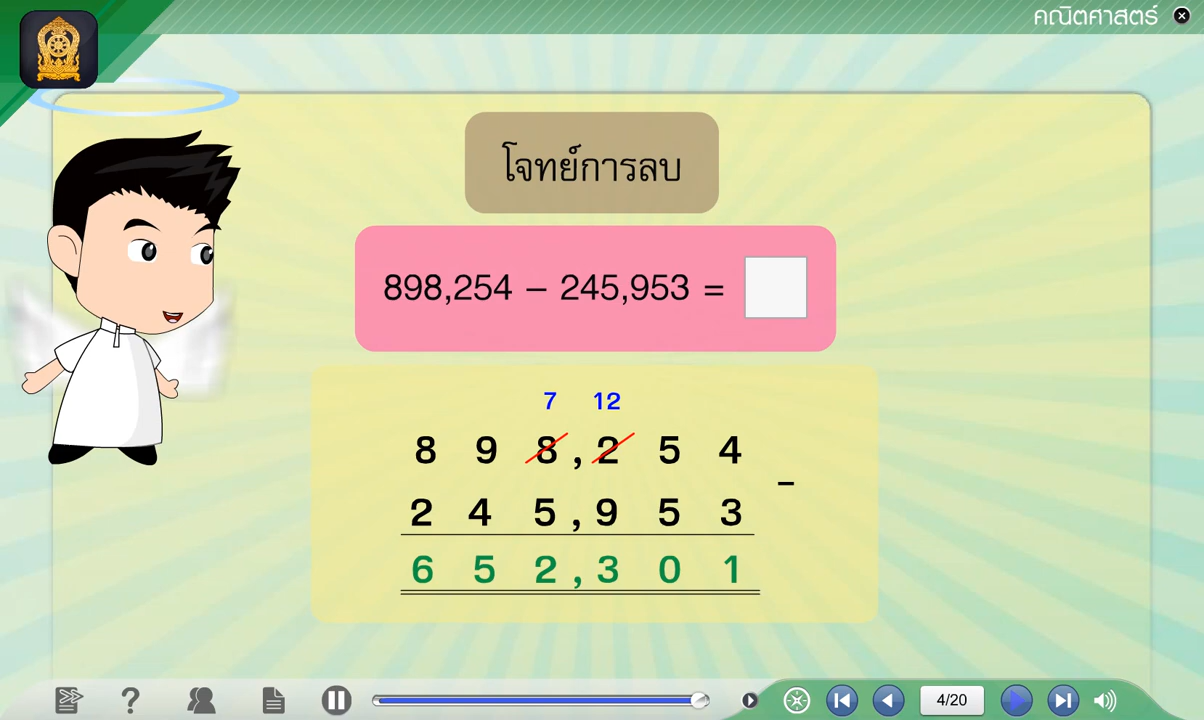 คณิตศาสตร์
โจทย์การลบ
898,254 – 245,953 =
7 12
8 9 8 , 2 5 4
–
2 4 5 , 9 5 3
6 5 2 , 3 0 1
? 4/20